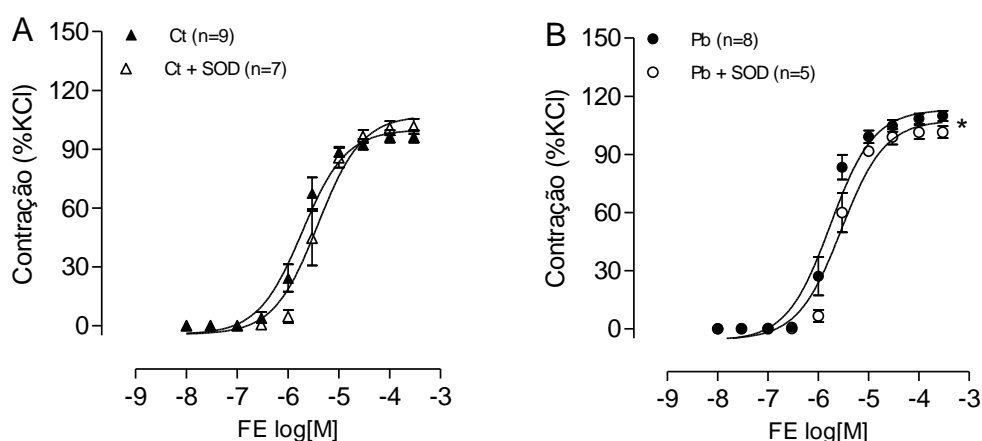 A
Ct (n=9)
Ct + SOD (n=7)
Contração (%KCl)
150
120
90
60
30
0
-9 -8 -7 -6 -5 -4 -3
FE log[M]
B
Pb (n=8)
Pb + SOD (n=5)
Contração (%KCl)
150
120
90
60
30
0
*
-9 -8 -7 -6 -5 -4 -3
FE log[M]